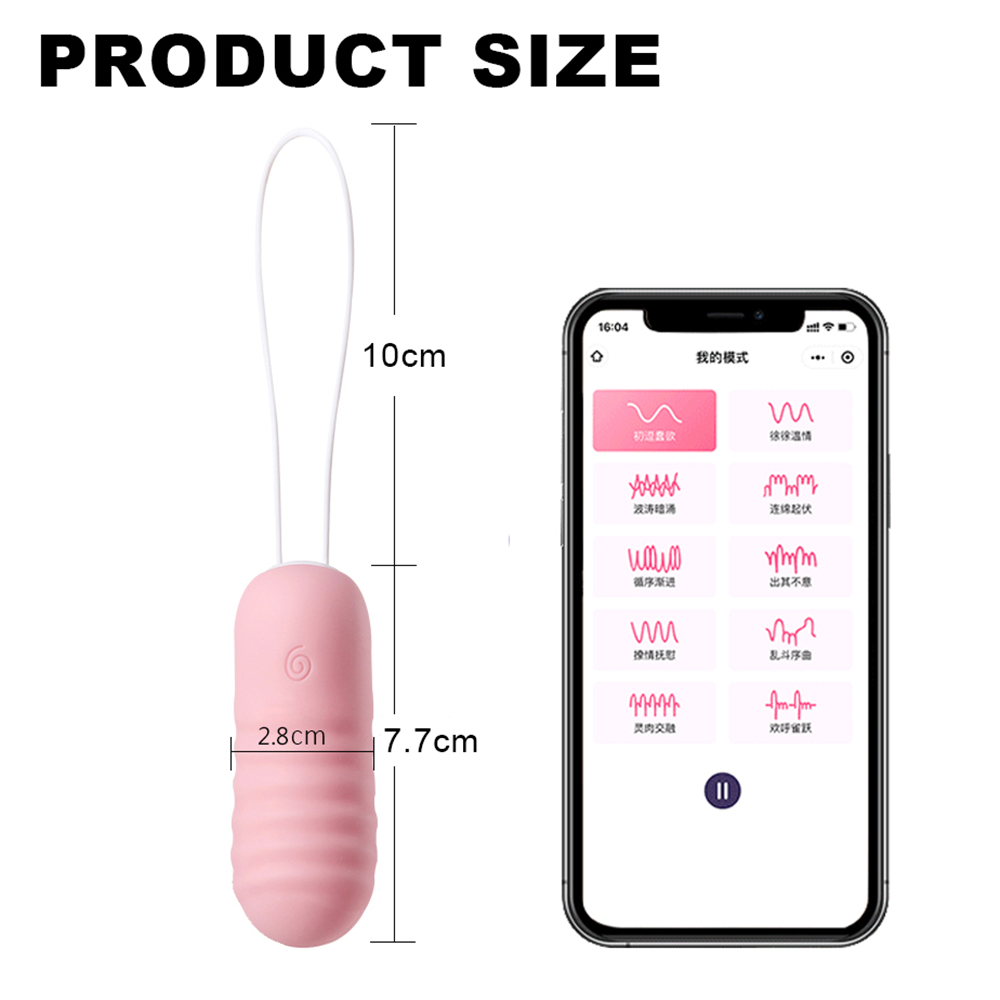 PRODUCT SIZE
10cm
2.8cm
7.7cm
16:04
我的模式
初涩蠢欲
徐徐温情
波涛暗涌
连绵起伏
循序渐进
出其不意
撩情抚慰
乱斗序曲
灵肉交融
欢呼雀跃